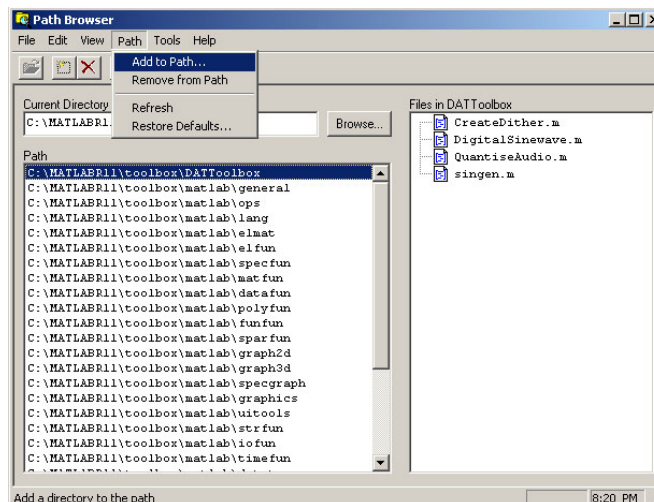 Path Browser
File Edit View Path Tools Help
Add to Path...
Remove from Path
Refresh
Restore Defaults...
Current Directory
C:\MATLABR1
Browse...
Path
C:\MATLABR11\toolbox\DATToolbox
C:\MATLABR11\toolbox\matlab\general
C:\MATLABR11\toolbox\matlab\ops
C:\MATLABR11\toolbox\matlab\lang
C:\MATLABR11\toolbox\matlab\elmat
C:\MATLABR11\toolbox\matlab\elfun
C:\MATLABR11\toolbox\matlab\specfun
C:\MATLABR11\toolbox\matlab\matfun
C:\MATLABR11\toolbox\matlab\datafun
C:\MATLABR11\toolbox\matlab\polyfun
C:\MATLABR11\toolbox\matlab\funfun
C:\MATLABR11\toolbox\matlab\sparfun
C:\MATLABR11\toolbox\matlab\graph2d
C:\MATLABR11\toolbox\matlab\graph3d
C:\MATLABR11\toolbox\matlab\specgraph
C:\MATLABR11\toolbox\matlab\graphics
C:\MATLABR11\toolbox\matlab\uitools
C:\MATLABR11\toolbox\matlab\strfun
C:\MATLABR11\toolbox\matlab\iofun
C:\MATLABR11\toolbox\matlab\timefun
Files in DATToolbox
CreateDither.m
DigitalSinewave.m
QuantiseAudio.m
singen.m
Add a directory to the path
8:20 PM